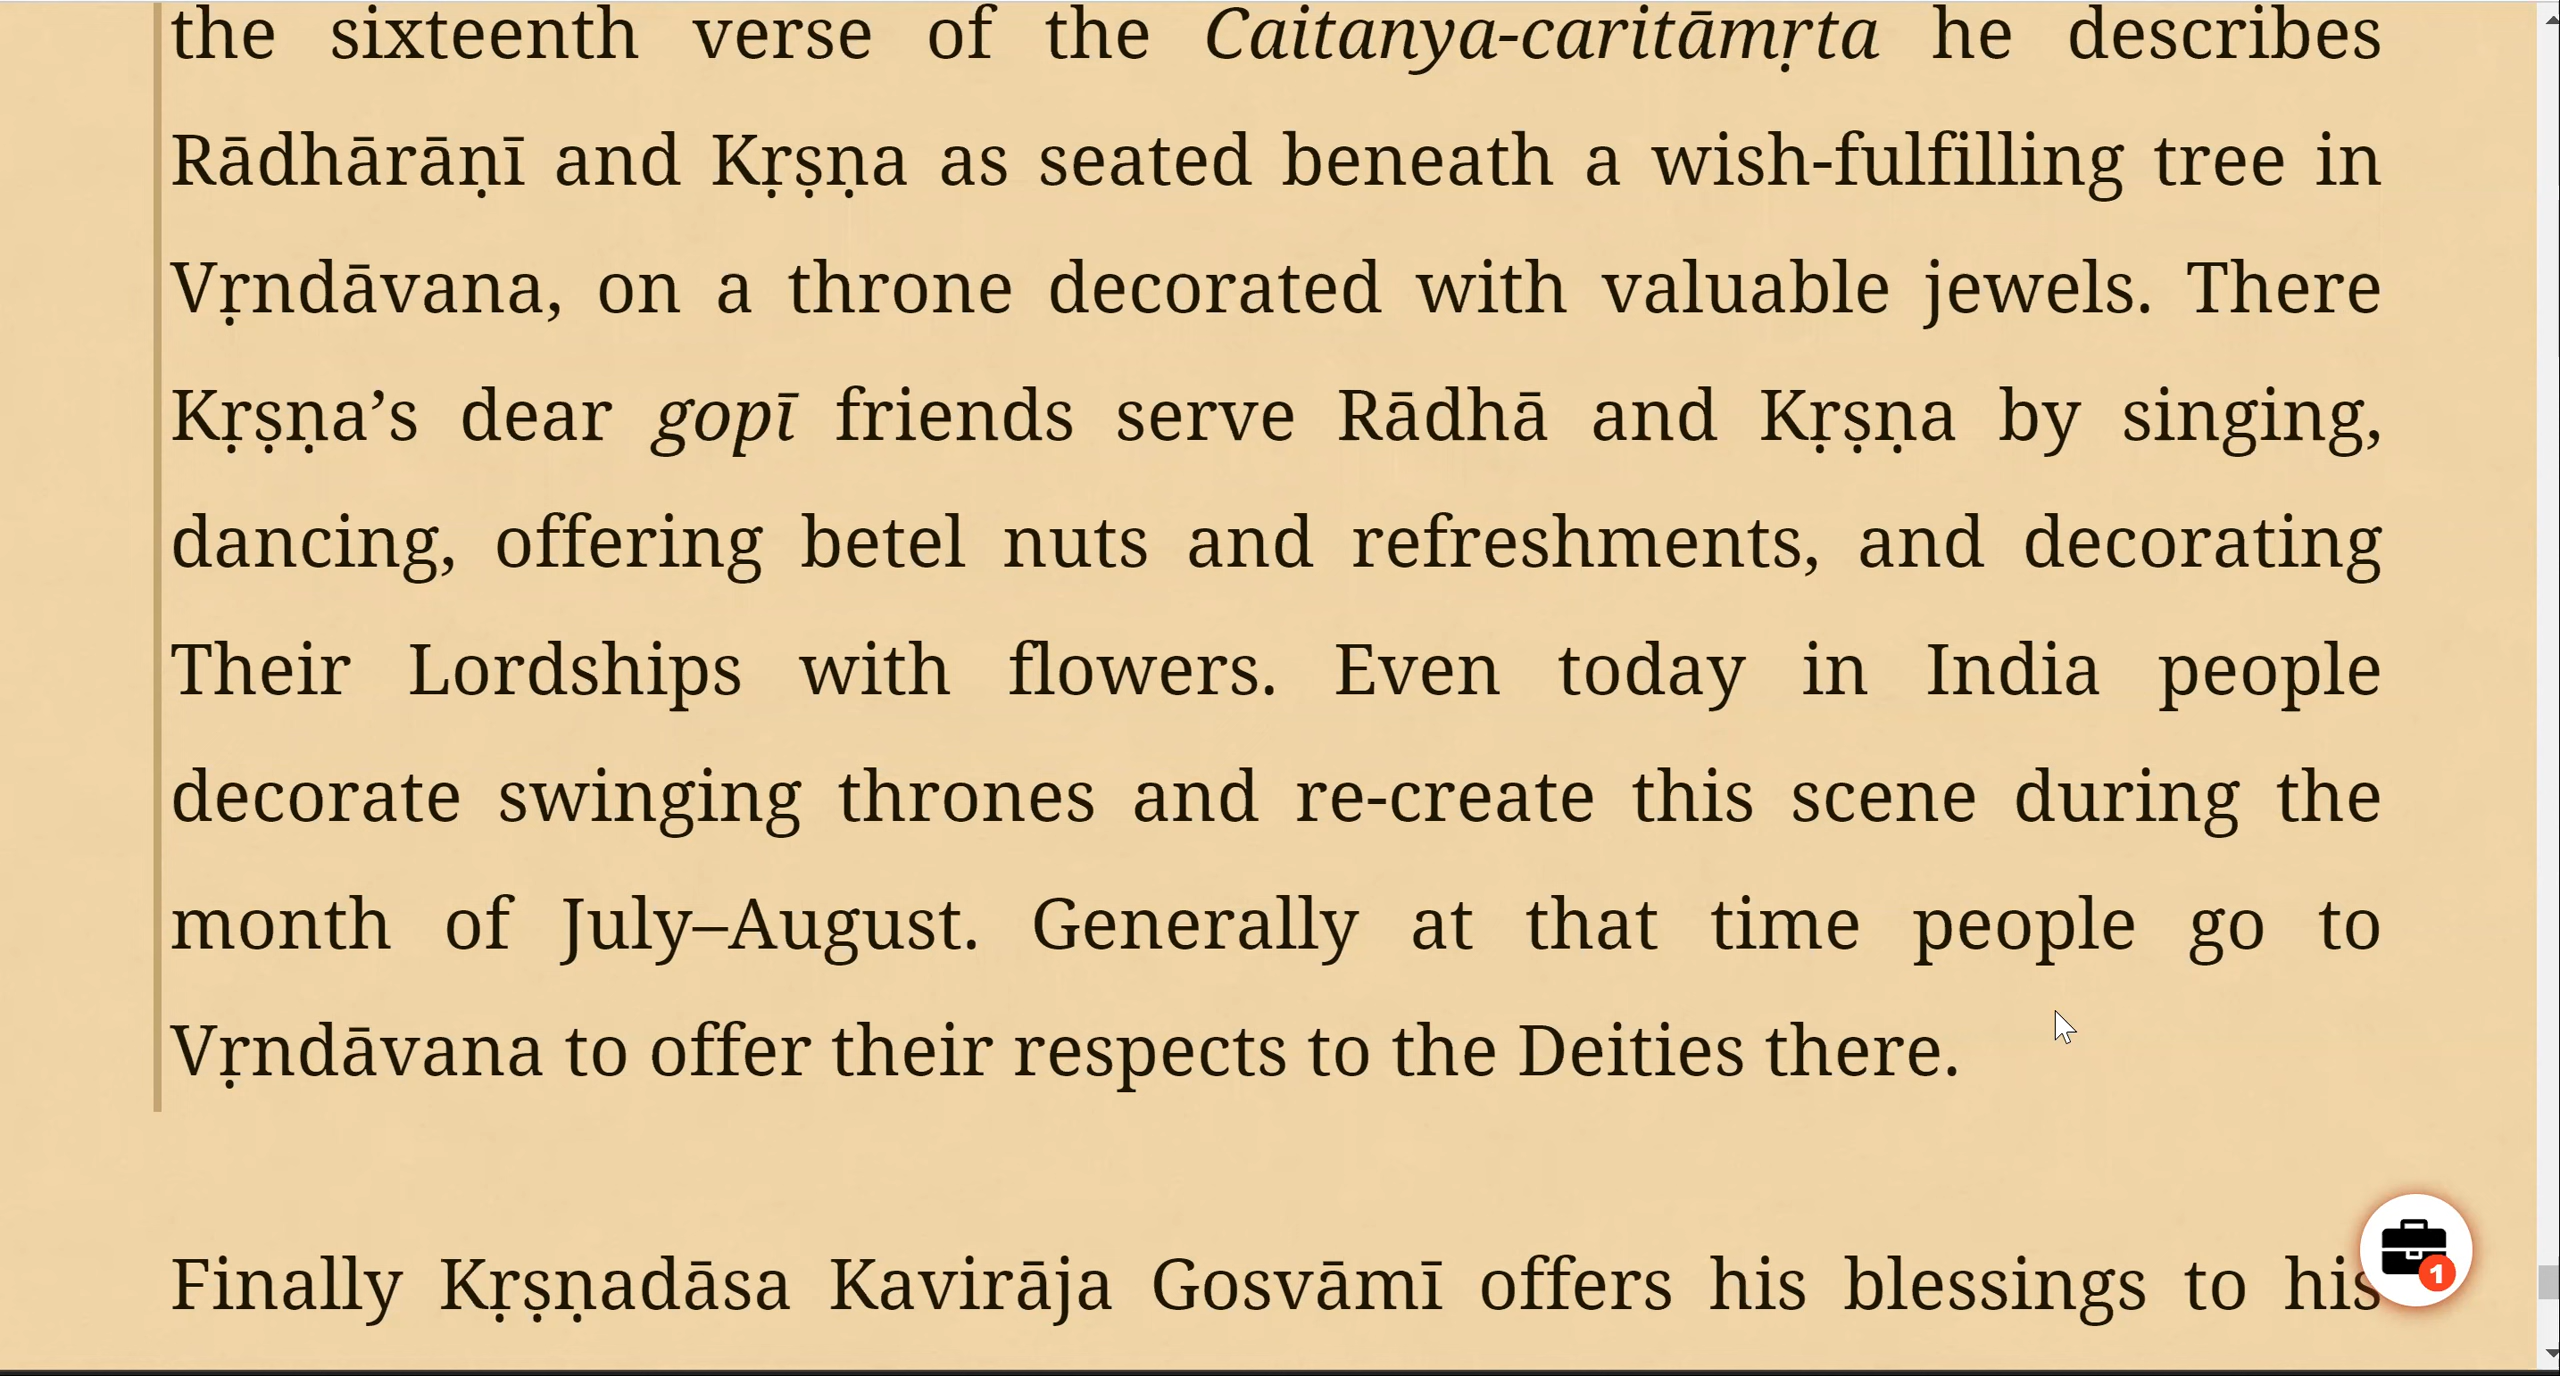 the sixteenth verse of the Caitanya-caritāmṛta he describes
Rādhārāṇī and Kṛṣṇa as seated beneath a wish-fulfilling tree in
Vṛndāvana, on a throne decorated with valuable jewels. There
Kṛṣṇa’s dear gopī friends serve Rādhā and Kṛṣṇa by singing,
dancing, offering betel nuts and refreshments, and decorating
Their Lordships with flowers. Even today in India people
decorate swinging thrones and re-create this scene during the
month of July–August. Generally at that time people go to
Vṛndāvana to offer their respects to the Deities there.
Finally Kṛṣṇadāsa Kavirāja Gosvāmī offers his blessings to his
1